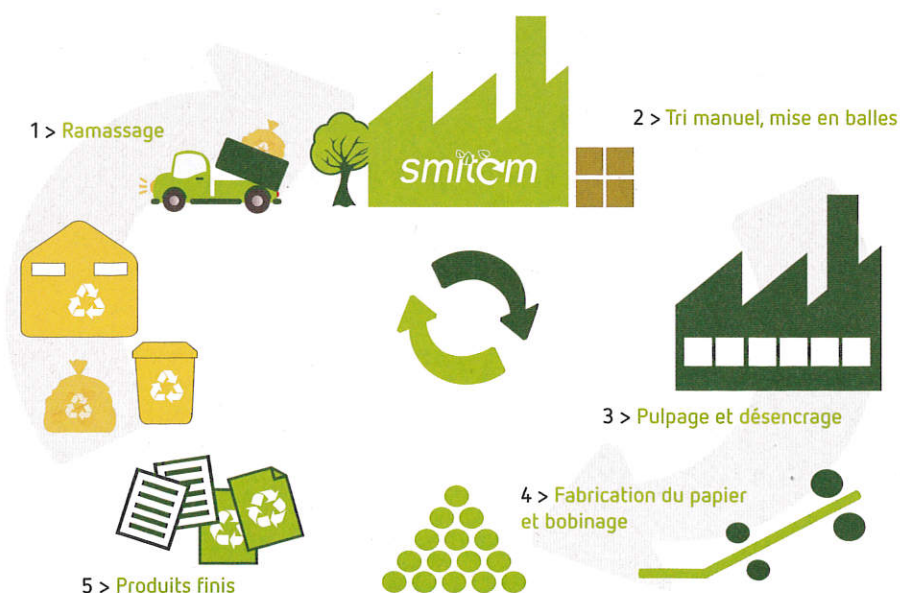 1 > Ramassage
smitom
2 > Tri manuel, mise en balles
3 > Pulpage et désencrage
4 > Fabrication du papier
et bobinage
5 > Produits finis